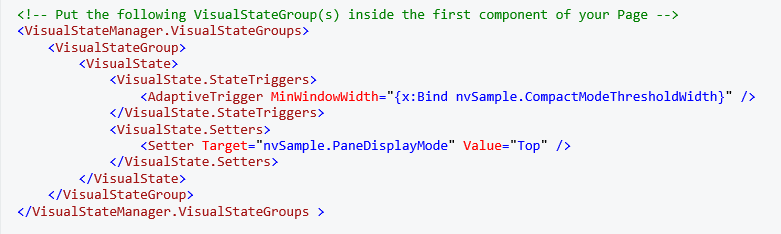 <!-- Put the following VisualStateGroup(s) inside the first component of your Page -->
<VisualStateManager.VisualStateGroups>
    <VisualStateGroup>
        <VisualState>
            <VisualState.StateTriggers>
                <AdaptiveTrigger MinWindowWidth="{x:Bind nvSample.CompactModeThresholdWidth}" />
            </VisualState.StateTriggers>
            <VisualState.Setters>
                <Setter Target="nvSample.PaneDisplayMode" Value="Top" />
            </VisualState.Setters>
        </VisualState>
    </VisualStateGroup>
</VisualStateManager.VisualStateGroups >